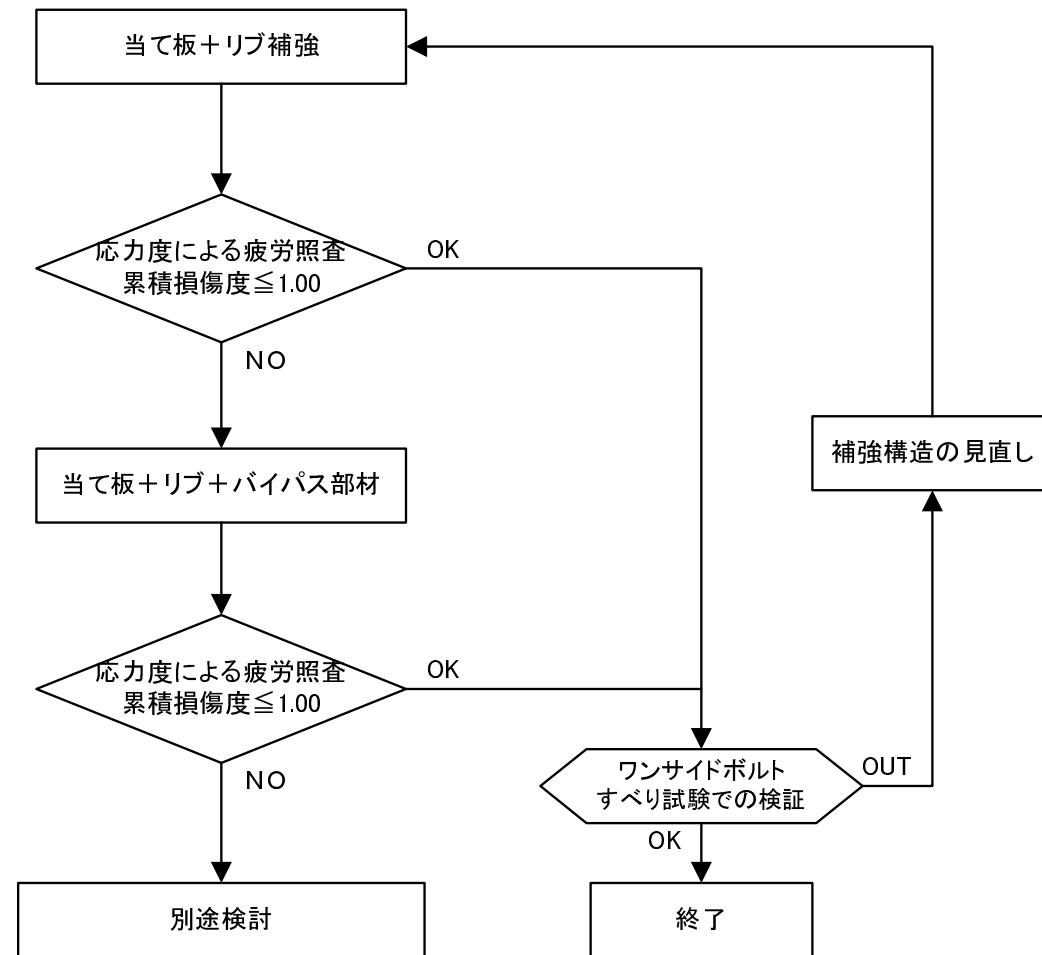 当て板＋リブ補強
応力度による疲労照査
累積損傷度≦1.00
OK
NO
当て板＋リブ＋バイパス部材
補強構造の見直し
応力度による疲労照査
累積損傷度≦1.00
OK
NO
ワンサイドボルト
すべり試験での検証
OUT
OK
別途検討
終了